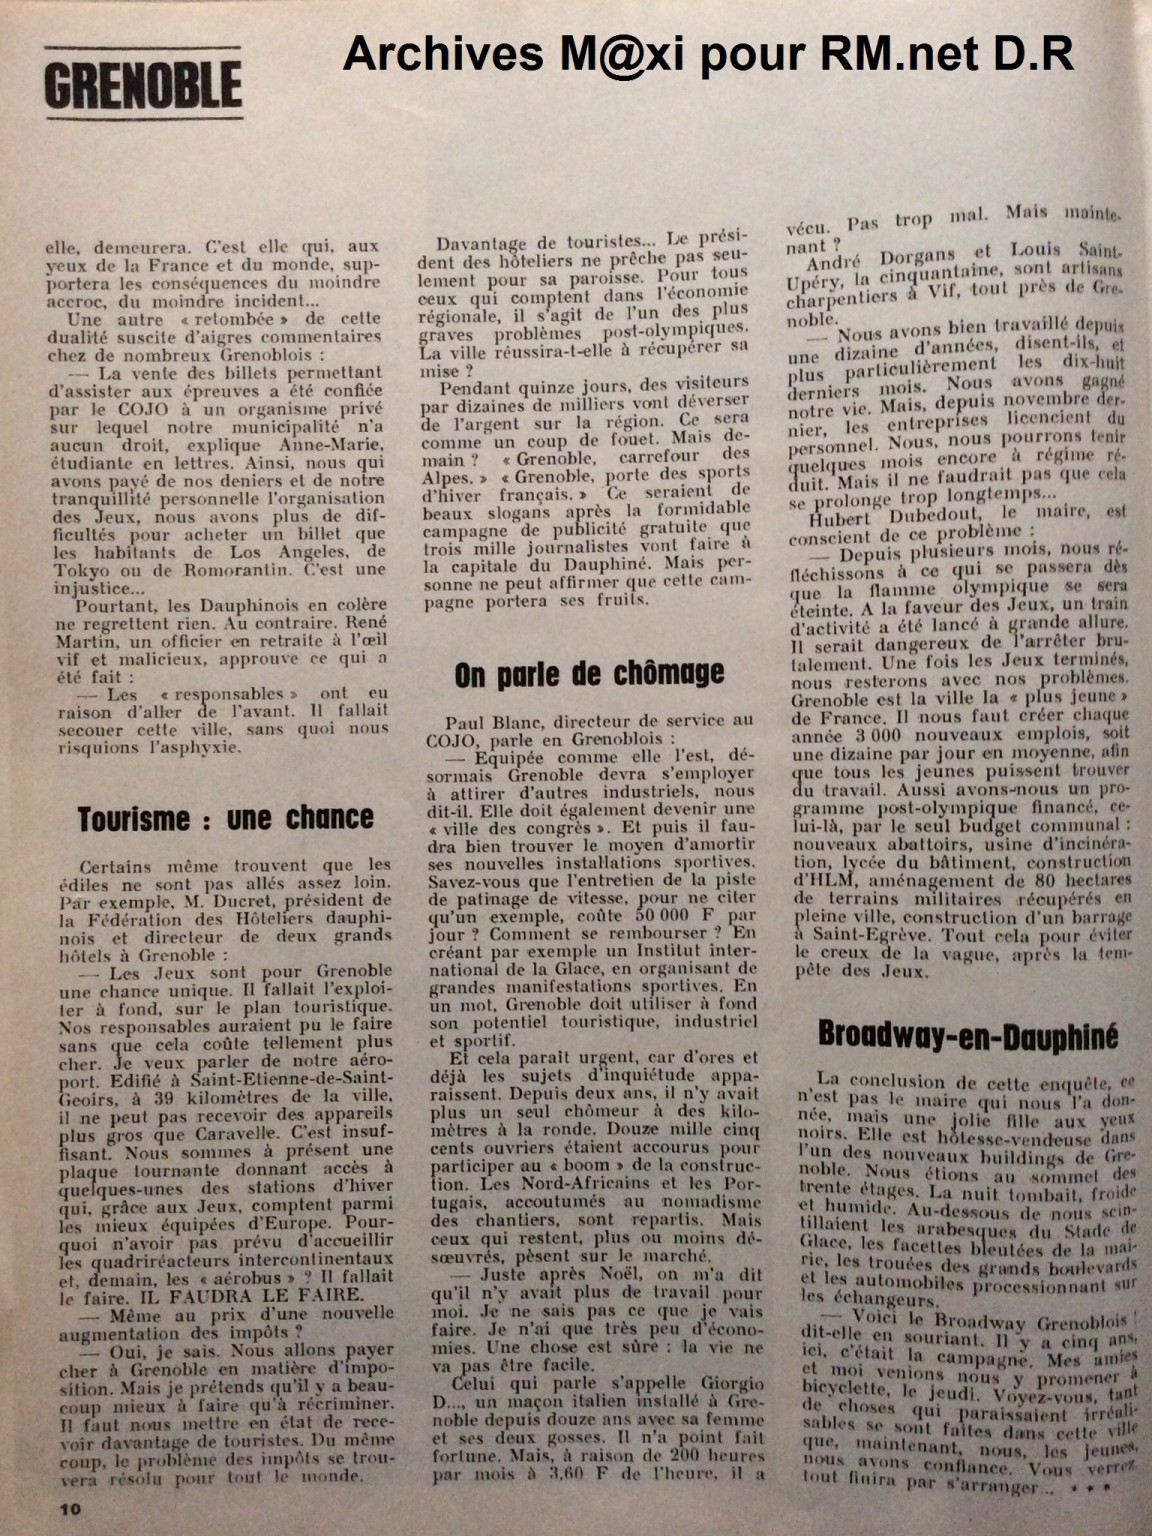 Archives M@xi pour RM.net D.R
GRENOBLE
elle, demeurera. C'est elle qui, aux
yeux de la France et du monde, sup-
portera les conséquences du moindre
accroc, du moindre incident...
Une autre « retombée » de cette
dualité suscite d'aigres commentaires
chez de nombreux Grenoblois :
— La vente des billets permettant
d'assister aux épreuves a été confiée
par le COJO à un organisme privé
sur lequel notre municipalité n'a
aucun droit, explique Anne-Marie,
étudiante en lettres. Ainsi, nous qui
avons payé de nos deniers et de notre
tranquillité personnelle l'organisation
des Jeux, nous avons plus de dif-
ficultés pour acheter un billet que
les habitants de Los Angeles, de
Tokyo ou de Romorantin. C'est une
injustice...
Pourtant, les Dauphinois en colère
ne regrettent rien. Au contraire. René
Martin, un officier en retraite à l'œil
vif et malicieux, approuve ce qui a
été fait :
— Les « responsables » ont eu
raison d'aller de l'avant. Il fallait
secouer cette ville, sans quoi nous
risquions l'asphyxie.
Tourisme : une chance
Certains même trouvent que les
édiles ne sont pas allés assez loin.
Par exemple, M. Ducret, président de
la Fédération des Hôteliers dauphi-
nois et directeur de deux grands
hôtels à Grenoble :
— Les Jeux sont pour Grenoble
une chance unique. Il fallait l'exploi-
ter à fond, sur le plan touristique.
Nos responsables auraient pu le faire
sans que cela coûte tellement plus
cher. Je veux parler de notre aéro-
port. Edifié à Saint-Etienne-de-Saint-
Geoirs, à 39 kilomètres de la ville,
il ne peut pas recevoir des appareils
plus gros que Caravelle. C'est insuf-
fisant. Nous sommes à présent une
plaque tournante donnant accès à
quelques-unes des stations d'hiver
qui, grâce aux Jeux, comptent parmi
les mieux équipées d'Europe. Pour-
quoi n'avoir pas prévu d'accueillir
les quadriréacteurs intercontinentaux
et, demain, les « aérobus » ? Il fallait
le faire. IL FAUDRA LE FAIRE.
— Même au prix d'une nouvelle
augmentation des impôts ?
— Oui, je sais. Nous allons payer
cher à Grenoble en matière d'impo-
sition. Mais je prétends qu'il y a beau-
coup mieux à faire qu'à récriminer.
Il faut nous mettre en état de rece-
voir davantage de touristes. Du même
coup, le problème des impôts se trou-
vera résolu pour tout le monde.
10
Davantage de touristes... Le prési-
dent des hôteliers ne prêche pas seu-
lement pour sa paroisse. Pour tous
ceux qui comptent dans l'économie
régionale, il s'agit de l'un des plus
graves problèmes post-olympiques.
La ville réussira-t-elle à récupérer sa
mise ?
Pendant quinze jours, des visiteurs
par dizaines de milliers vont déverser
de l'argent sur la région. Ce sera
comme un coup de fouet. Mais de-
main ? « Grenoble, carrefour des
Alpes. » « Grenoble, porte des sports
d'hiver français. » Ce seraient de
beaux slogans après la formidable
campagne de publicité gratuite que
trois mille journalistes vont faire à
la capitale du Dauphiné. Mais per-
sonne ne peut affirmer que cette cam-
pagne portera ses fruits.
On parle de chômage
Paul Blanc, directeur de service au
COJO, parle en Grenoblois :
— Equipée comme elle l'est, dé-
sormais Grenoble devra s'employer
à attirer d'autres industriels, nous
dit-il. Elle doit également devenir une
« ville des congrès ». Et puis il fau-
dra bien trouver le moyen d'amortir
ses nouvelles installations sportives.
Savez-vous que l'entretien de la piste
de patinage de vitesse, pour ne citer
qu'un exemple, coûte 50 000 F par
jour ? Comment se rembourser ? En
créant par exemple un Institut inter-
national de la Glace, en organisant de
grandes manifestations sportives. En
un mot, Grenoble doit utiliser à fond
son potentiel touristique, industriel
et sportif.
Et cela paraît urgent, car d'ores et
déjà les sujets d'inquiétude appa-
raissent. Depuis deux ans, il n'y avait
plus un seul chômeur à des kilo-
mètres à la ronde. Douze mille cinq
cents ouvriers étaient accourus pour
participer au « boom » de la construc-
tion. Les Nord-Africains et les Por-
tugais, accoutumés au nomadisme
des chantiers, sont repartis. Mais
ceux qui restent, plus ou moins dé-
sœuvrés, pèsent sur le marché.
— Juste après Noël, on m'a dit
qu'il n'y avait plus de travail pour
moi. Je ne sais pas ce que je vais
faire. Je n'ai que très peu d'écono-
mies. Une chose est sûre : la vie ne
va pas être facile.
Celui qui parle s'appelle Giorgio
D..., un maçon italien installé à Gre-
noble depuis douze ans avec sa femme
et ses deux gosses. Il n'a point fait
fortune. Mais, à raison de 200 heures
par mois à 3,60 F de l'heure, il a
vécu. Pas trop mal. Mais mainte-
nant ?
André Dorgans et Louis Saint-
Upéry, la cinquantaine, sont artisans
charpentiers à Vif, tout près de Gre-
noble.
— Nous avons bien travaillé depuis
une dizaine d'années, disent-ils, et
plus particulièrement les dix-huit
derniers mois. Nous avons gagné
notre vie. Mais, depuis novembre der-
nier, les entreprises licencient du
personnel. Nous, nous pourrons tenir
quelques mois encore à régime ré-
duit. Mais il ne faudrait pas que cela
se prolonge trop longtemps...
Hubert Dubedout, le maire, est
conscient de ce problème :
— Depuis plusieurs mois, nous ré-
fléchissons à ce qui se passera dès
que la flamme olympique se sera
éteinte. A la faveur des Jeux, un train
d'activité a été lancé à grande allure.
Il serait dangereux de l'arrêter bru-
talement. Une fois les Jeux terminés,
nous resterons avec nos problèmes.
Grenoble est la ville la « plus jeune »
de France. Il nous faut créer chaque
année 3 000 nouveaux emplois, soit
une dizaine par jour en moyenne, afin
que tous les jeunes puissent trouver
du travail. Aussi avons-nous un pro-
gramme post-olympique financé, ce-
lui-là, par le seul budget communal :
nouveaux abattoirs, usine d'incinéra-
tion, lycée du bâtiment, construction
d'HLM, aménagement de 80 hectares
de terrains militaires récupérés en
pleine ville, construction d'un barrage
à Saint-Egrève. Tout cela pour éviter
le creux de la vague, après la tem-
pête des Jeux.
Broadway-en-Dauphiné
La conclusion de cette enquête, ce
n'est pas le maire qui nous l'a don-
née, mais une jolie fille aux yeux
noirs. Elle est hôtesse-vendeuse dans
l'un des nouveaux buildings de Gre-
noble. Nous étions au sommet des
trente étages. La nuit tombait, froide
et humide. Au-dessous de nous scin-
tillaient les arabesques du Stade de
Glace, les facettes bleutées de la mai-
rie, les trouées des grands boulevards
et les automobiles processionnant sur
les échangeurs.
— Voici le Broadway Grenoblois !
dit-elle en souriant. Il y a cinq ans,
ici, c'était la campagne. Mes amies
et moi venions nous y promener à
bicyclette, le jeudi. Voyez-vous, tant
de choses qui paraissaient irréali-
sables se sont faites dans cette ville
que, maintenant, nous, les jeunes,
nous avons confiance. Vous verrez
tout finira par s'arranger... • • •